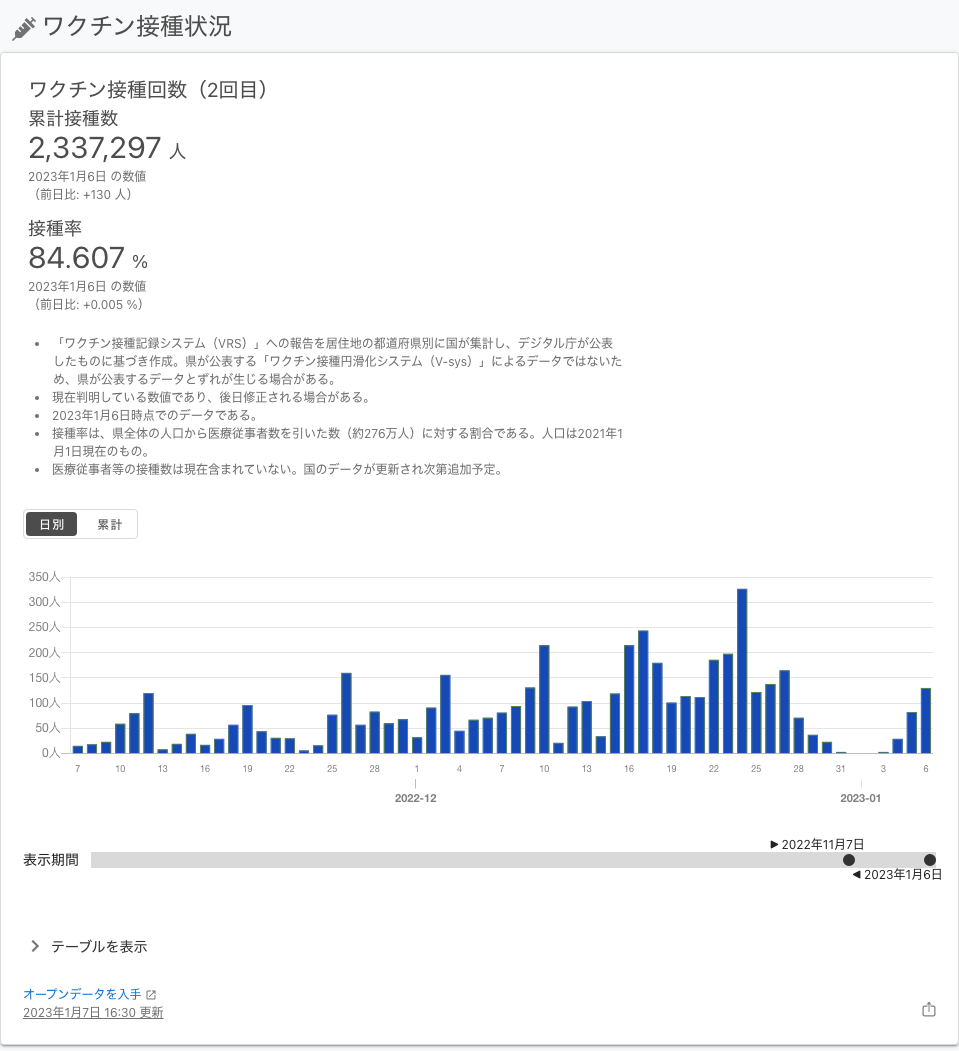 ワクチン接種状況
ワクチン接種回数（2回目）
累計接種数
2,337,297 人
2023年1月6日 の数値
（前日比: +130 人）
接種率
84.607 %
2023年1月6日 の数値
（前日比: +0.005 %）
• 「ワクチン接種記録システム（VRS）」への報告を居住地の都道府県別に国が集計し、デジタル庁が公表
したものに基づき作成。県が公表する「ワクチン接種円滑化システム（V-sys）」によるデータではないた
め、県が公表するデータとずれが生じる場合がある。
• 現在判明している数値であり、後日修正される場合がある。
• 2023年1月6日時点でのデータである。
• 接種率は、県全体の人口から医療従事者数を引いた数（約276万人）に対する割合である。人口は2021年1
月1日現在のもの。
• 医療従事者等の接種数は現在含まれていない。国のデータが更新され次第追加予定。
日別 累計
350人
300人
250人
200人
150人
100人
50人
0人
7 10 13 16 19 22 25 28 1 4 7 10 13 16 19 22 25 28 31 3 6
2022-12 2023-01
▶ 2022年11月7日
表示期間
◀ 2023年1月6日
テーブルを表示
オープンデータを入手
2023年1月7日 16:30 更新